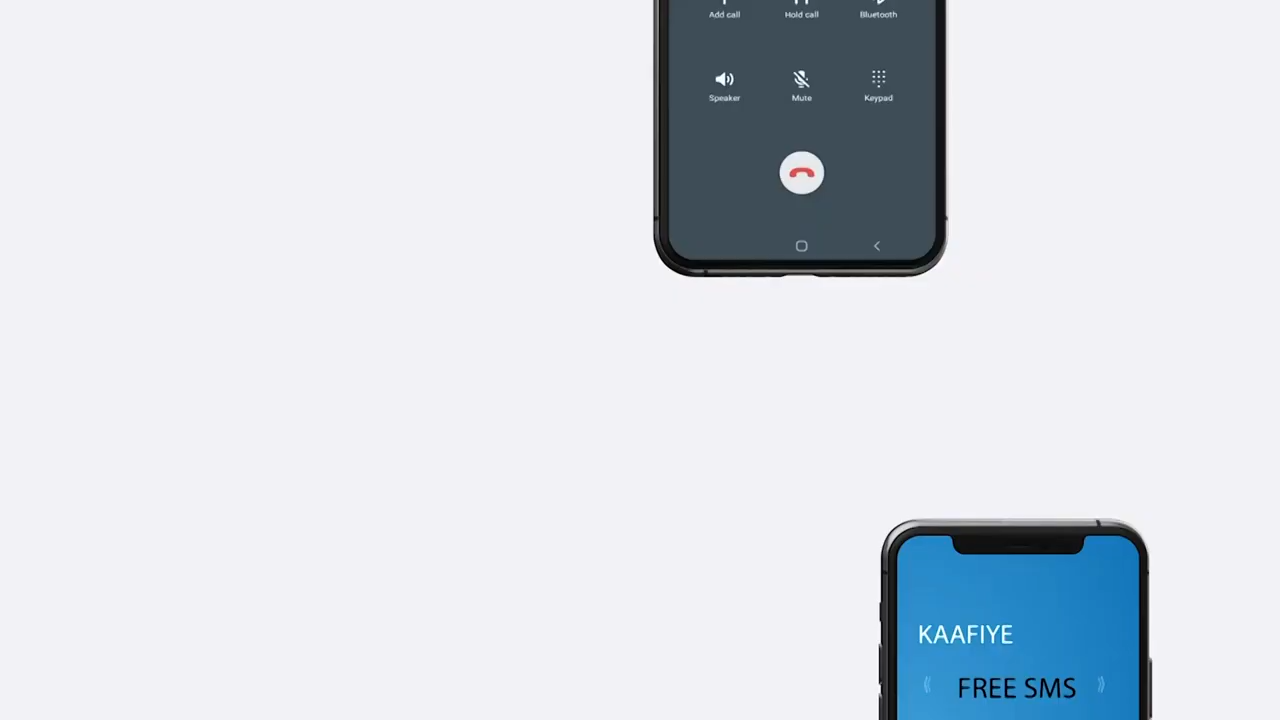 Add call Hold call Bluetooth
Speaker Mute Keypad
KAAFIYE
FREE SMS